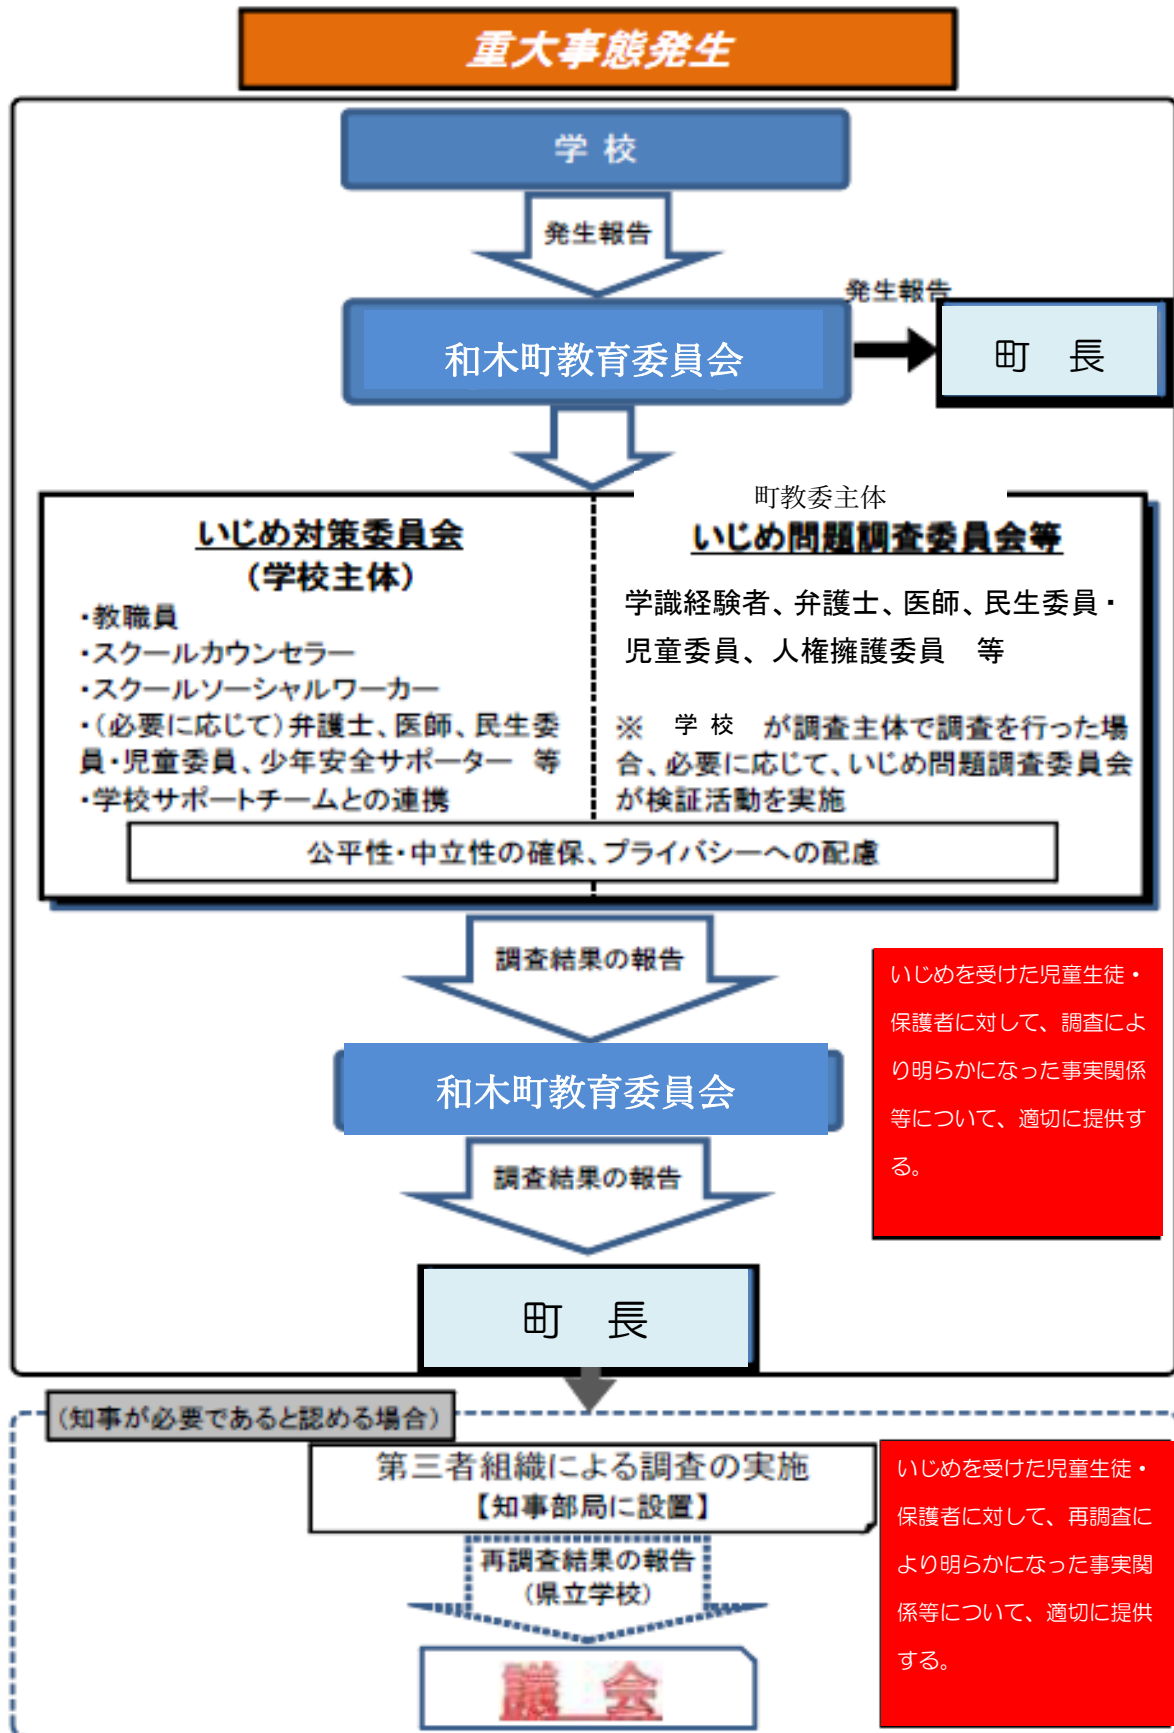 重大事態発生
学 校
発生報告
発生報告
和木町教育委員会
町 長
いじめ対策委員会
（学校主体）
・教職員
・スクールカウンセラー
・スクールソーシャルワーカー
・（必要に応じて）弁護士、医師、民生委
員・児童委員、少年安全サポーター 等
・学校サポートチームとの連携
町教委主体
いじめ問題調査委員会等
学識経験者、弁護士、医師、民生委員・
児童委員、人権擁護委員 等
※ 学 校 が調査主体で調査を行った場
合、必要に応じて、いじめ問題調査委員会
が検証活動を実施
公平性・中立性の確保、プライバシーへの配慮
調査結果の報告
いじめを受けた児童生徒・
保護者に対して、調査によ
り明らかになった事実関係
等について、適切に提供す
る。
和木町教育委員会
調査結果の報告
町 長
（知事が必要であると認める場合）
第三者組織による調査の実施
【知事部局に設置】
再調査結果の報告
（県立学校）
いじめを受けた児童生徒・
保護者に対して、再調査に
より明らかになった事実関
係等について、適切に提供
する。
議 会